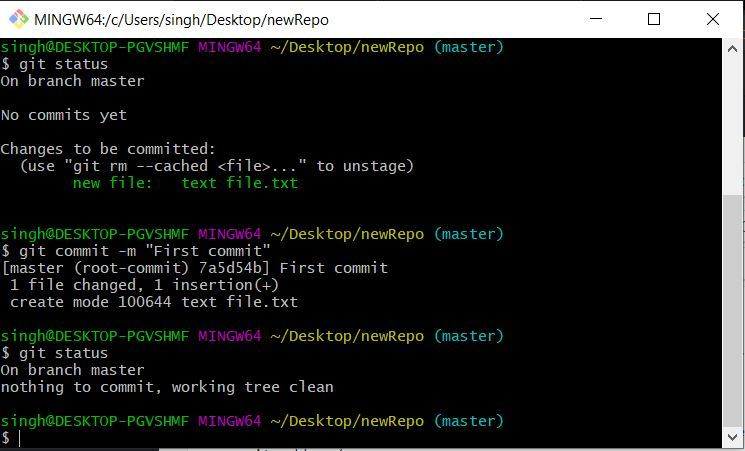 MINGW64:/c/Users/singh/Desktop/newRepo
singh@DESKTOP-PGVSHMF MINGW64 ~/Desktop/newRepo (master)
$ git status
On branch master
No commits yet
Changes to be committed:
  (use "git rm --cached <file>..." to unstage)
        new file:   text file.txt
singh@DESKTOP-PGVSHMF MINGW64 ~/Desktop/newRepo (master)
$ git commit -m "First commit"
[master (root-commit) 7a5d54b] First commit
 1 file changed, 1 insertion(+)
 create mode 100644 text file.txt
singh@DESKTOP-PGVSHMF MINGW64 ~/Desktop/newRepo (master)
$ git status
On branch master
nothing to commit, working tree clean
singh@DESKTOP-PGVSHMF MINGW64 ~/Desktop/newRepo (master)
$